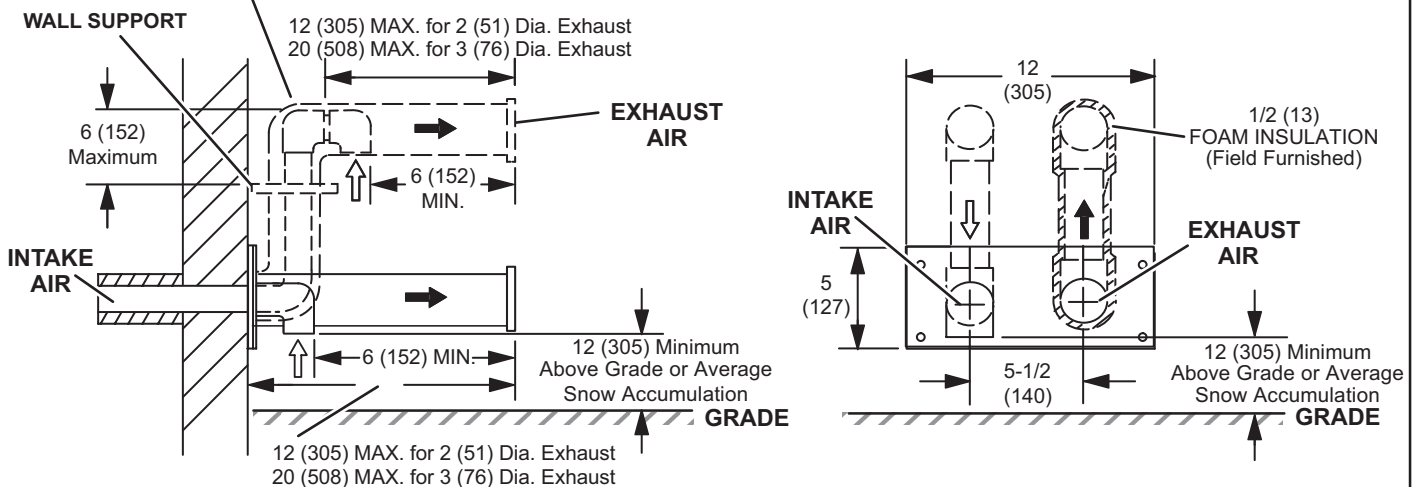 WALL SUPPORT
12 (305) MAX. for 2 (51) Dia. Exhaust
20 (508) MAX. for 3 (76) Dia. Exhaust
6 (152)
Maximum
EXHAUST
AIR
6 (152)
MIN.
INTAKE
AIR
6 (152) MIN.
12 (305) Minimum
Above Grade or Average
Snow Accumulation
GRADE
12 (305) MAX. for 2 (51) Dia. Exhaust
20 (508) MAX. for 3 (76) Dia. Exhaust
12
(305)
1/2 (13)
FOAM INSULATION
(Field Furnished)
INTAKE
AIR
EXHAUST
AIR
5
(127)
5-1/2
(140)
12 (305) Minimum
Above Grade or Average
Snow Accumulation
GRADE